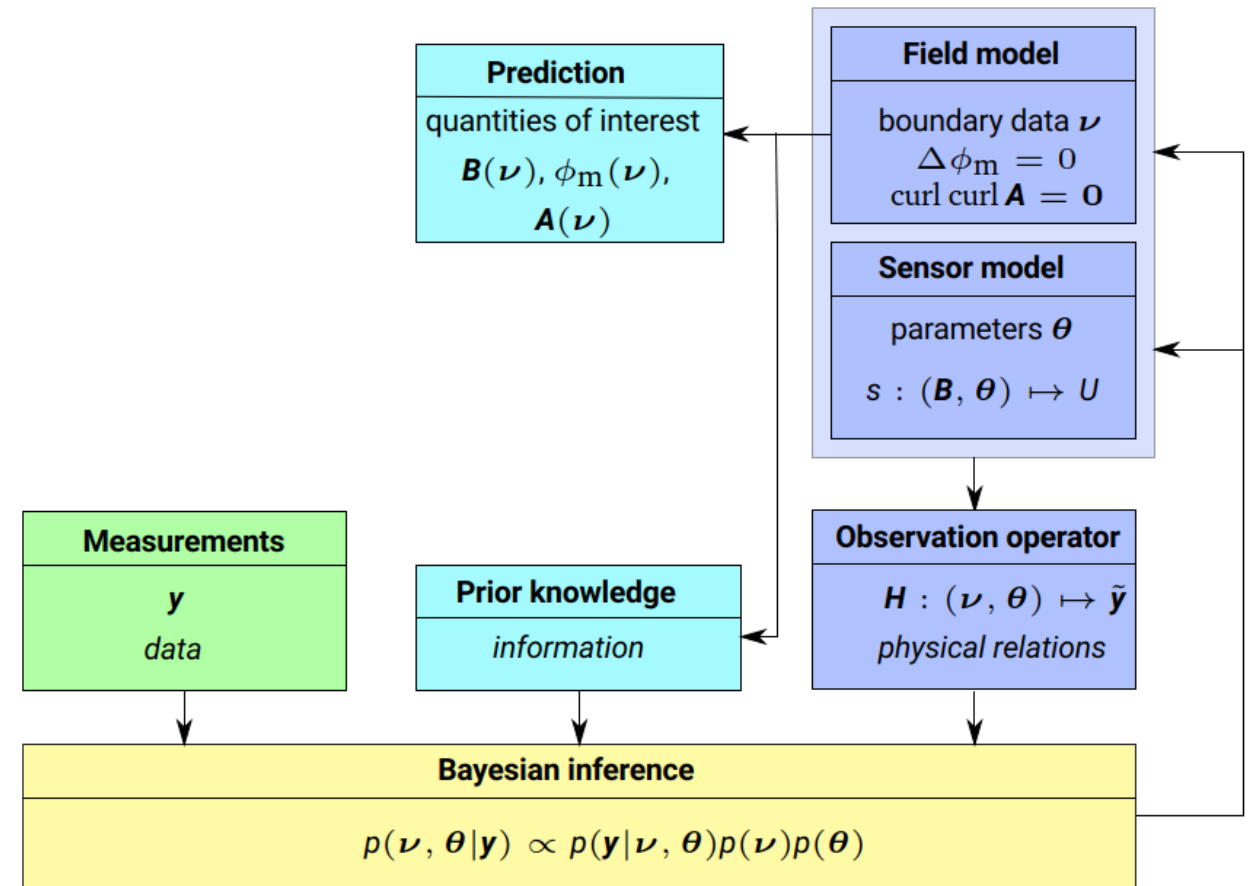 Prediction
quantities of interest
B(ν), ϕm(ν),
A(ν)
Field model
boundary data ν
Δϕm = 0
curl curl A = 0
Sensor model
parameters θ
s : (B, θ) ↦ U
Measurements
y
data
Prior knowledge
information
Observation operator
H : (ν, θ) ↦ ỹ
physical relations
Bayesian inference
p(ν, θ|y) ∝ p(y|ν, θ)p(ν)p(θ)